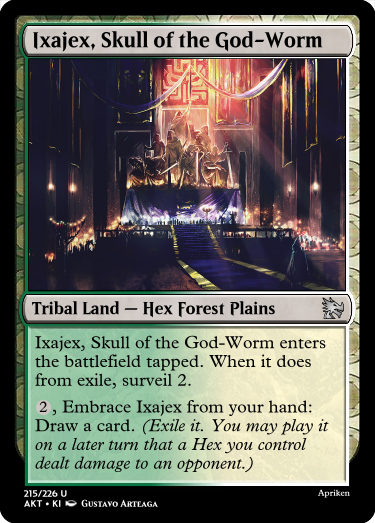 Ixajex, Skull of the God-Worm
Tribal Land — Hex Forest Plains
Ixajex, Skull of the God-Worm enters
the battlefield tapped. When it does
from exile, surveil 2.
2, Embrace Ixajex from your hand:
Draw a card. (Exile it. You may play it
on a later turn that a Hex you control
dealt damage to an opponent.)
215/226 U
Apriken
AKT • KI Gustavo Arteaga